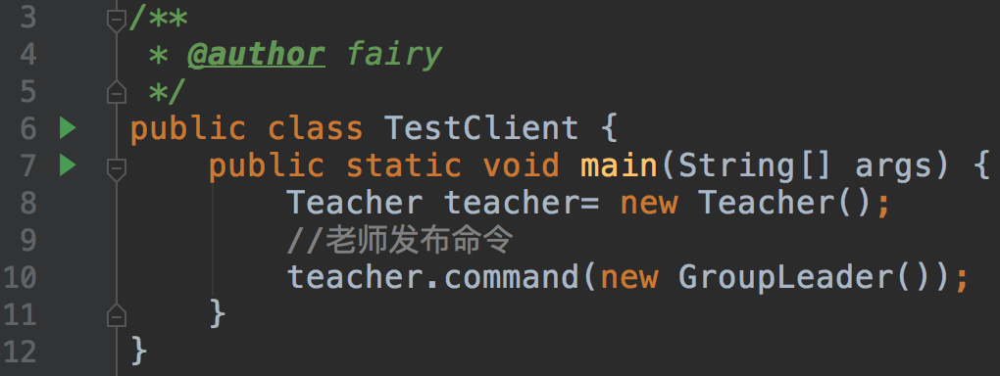 3 /**
4  * @author fairy
5  */
6 public class TestClient {
7     public static void main(String[] args) {
8         Teacher teacher= new Teacher();
9         //老师发布命令
10         teacher.command(new GroupLeader());
11     }
12 }